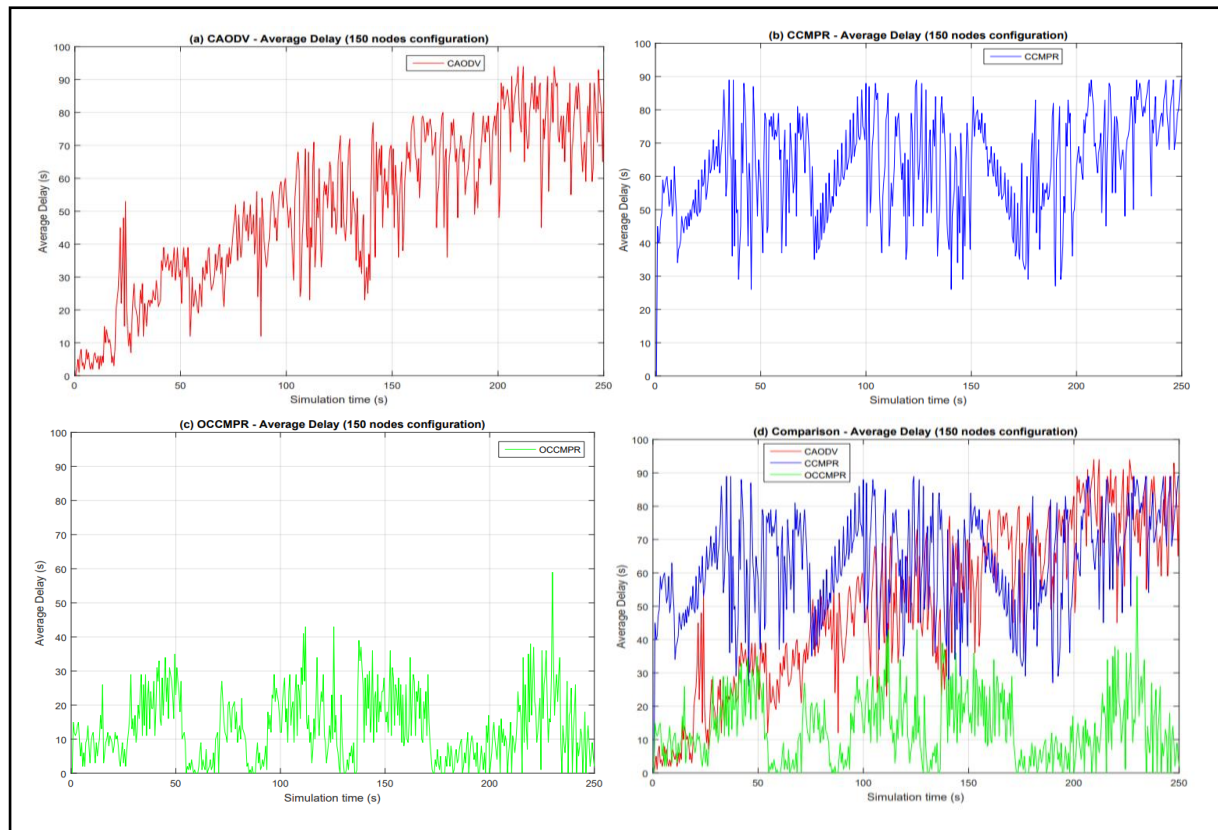 (a) CAODV - Average Delay (150 nodes configuration)
CAODV
100
90
80
70
60
50
40
30
20
10
0
Average Delay (s)
0 50 100 150 200 250
Simulation time (s)
(b) CCMPR - Average Delay (150 nodes configuration)
CCMPR
100
90
80
70
60
50
40
30
20
10
0
Average Delay (s)
0 50 100 150 200 250
Simulation time (s)
(c) OCCMPR - Average Delay (150 nodes configuration)
OCCMPR
100
90
80
70
60
50
40
30
20
10
0
Average Delay (s)
0 50 100 150 200 250
Simulation time (s)
(d) Comparison - Average Delay (150 nodes configuration)
CAODV
CCMPR
OCCMPR
100
90
80
70
60
50
40
30
20
10
0
Average Delay (s)
0 50 100 150 200 250
Simulation time (s)